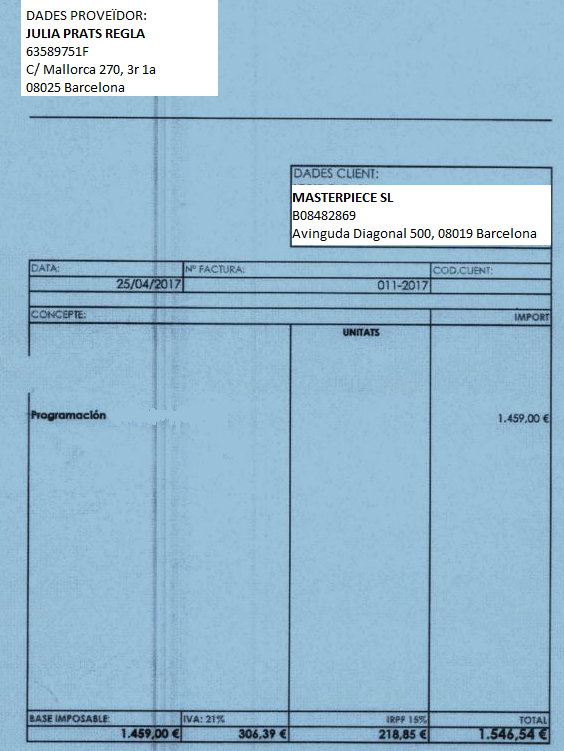 DADES PROVEÏDOR:
JULIA PRATS REGLA
63589751F
C/ Mallorca 270, 3r 1a
08025 Barcelona
DADES CLIENT:
MASTERPIECE SL
B08482869
Avinguda Diagonal 500, 08019 Barcelona
DATA: Nº FACTURA: COD.CLIENT:
25/04/2017 011-2017
CONCEPTE: IMPORT
UNITATS
Programación 1.459,00 €
BASE IMPOSABLE: IVA: 21% IRPF 15% TOTAL
1.459,00 € 306,39 € 218,85 € 1.546,54 €